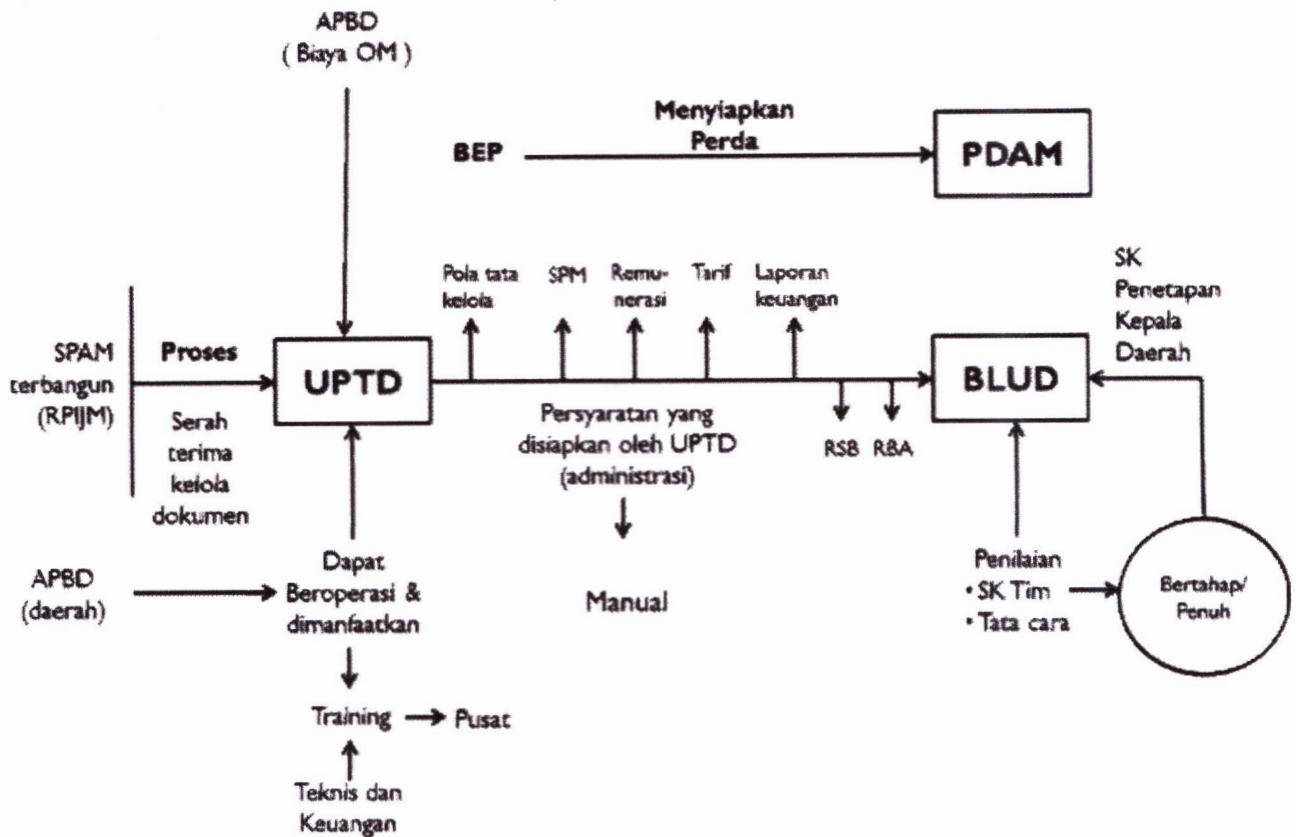 APBD
( Biaya OM )
Menyiapkan
Perda
BEP
PDAM
Pola tata
kelola
SPM
Remu-
nerasi
Tarif
Laporan
keuangan
SK
Penetapan
Kepala
Daerah
SPAM
terbangun
(RPIJM)
Proses
Serah
terima
kelola
dokumen
UPTD
BLUD
Persyaratan yang
disiapkan oleh UPTD
(administrasi)
RSB
RBA
Manual
APBD
(daerah)
Dapat
Beroperasi &
dimanfaatkan
Penilaian
• SK Tim
• Tata cara
Bertahap/
Penuh
Training
Pusat
Teknis dan
Keuangan